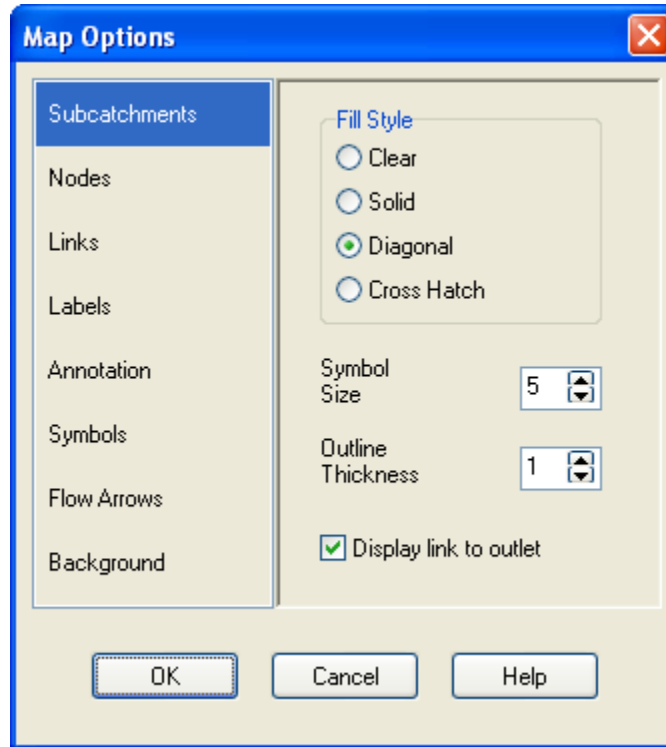 Map Options
Subcatchments
Nodes
Links
Labels
Annotation
Symbols
Flow Arrows
Background
Fill Style
Clear
Solid
Diagonal
Cross Hatch
Symbol
Size
5
Outline
Thickness
1
Display link to outlet
OK
Cancel
Help